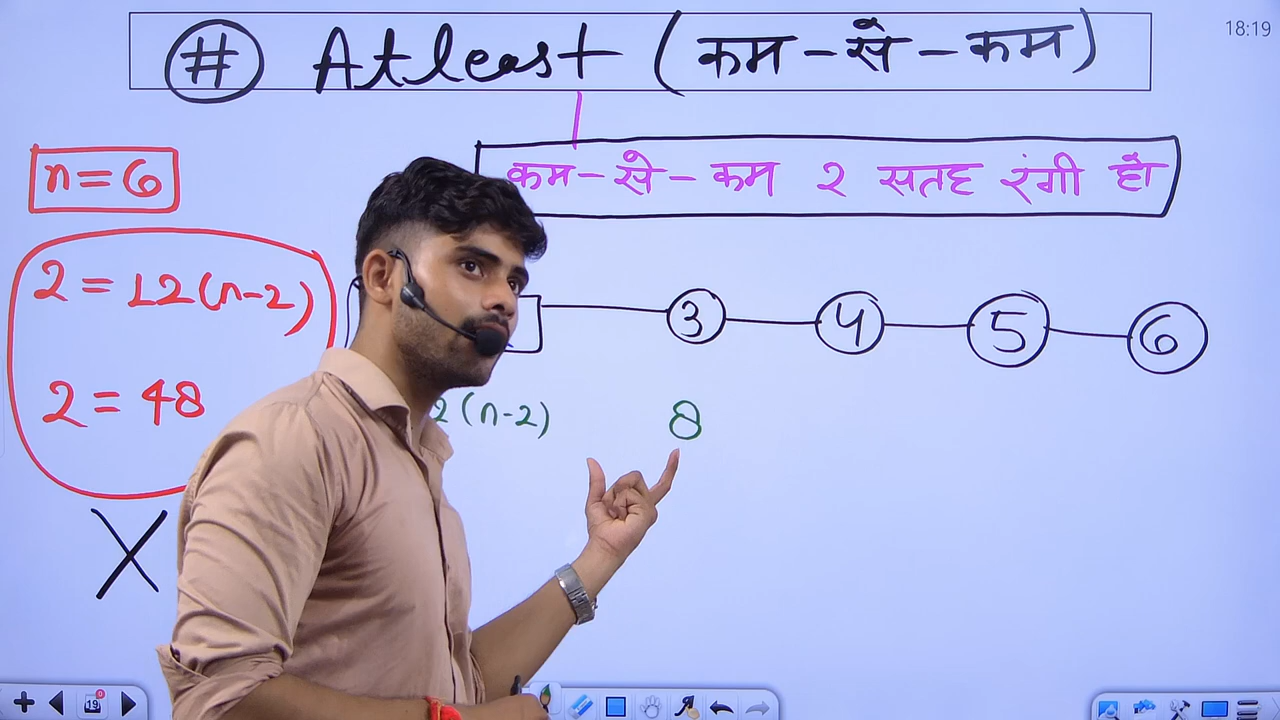 18:19
# Atleast (कम-से-कम)
कम-से-कम 2 सतह रंगी हो
n=6
2 = 12(n-2)
2 = 48
3 4 5 6
2(n-2) 8
X
19